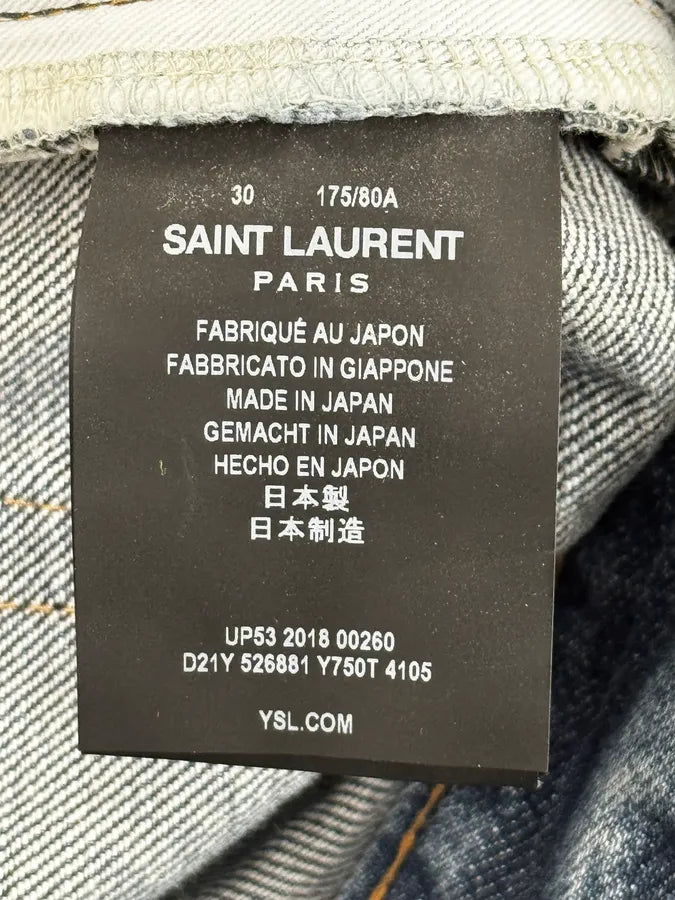 30 175/80A
SAINT LAURENT
PARIS
FABRIQUÉ AU JAPON
FABBRICATO IN GIAPPONE
MADE IN JAPAN
GEMACHT IN JAPAN
HECHO EN JAPON
日本製
日本制造
UP53 2018 00260
D21Y 526881 Y750T 4105
YSL.COM